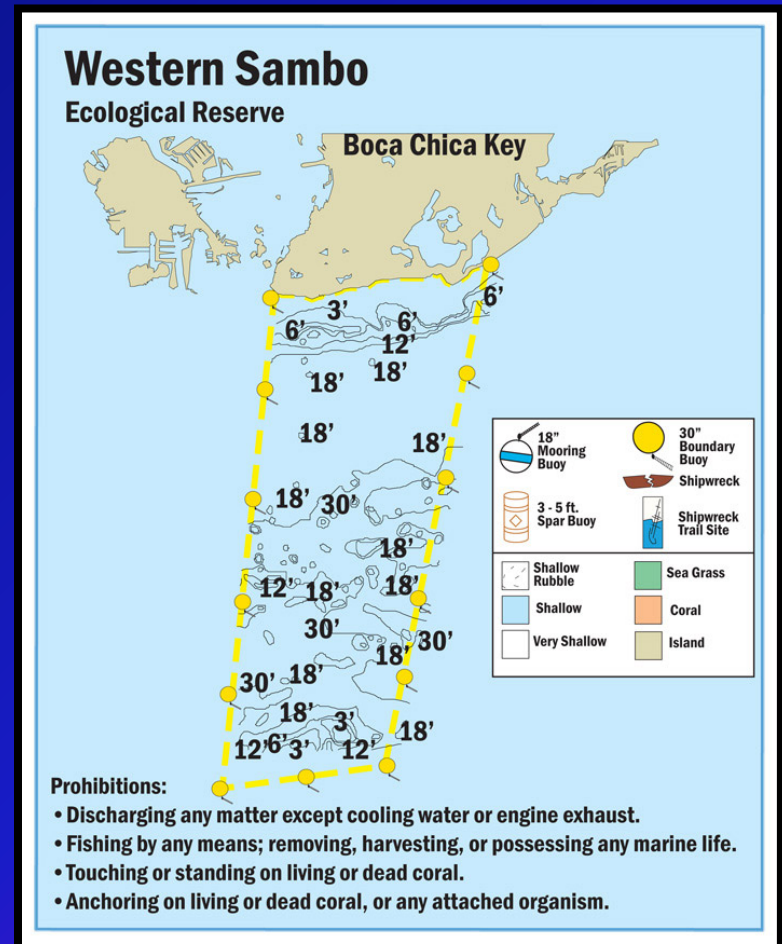 Western Sambo
Ecological Reserve
Boca Chica Key
3'
6'
6'
6'
12'
18'
18'
18'
18'
18'
30'
18'
12'
18'
18'
30'
30'
18'
30'
18'
18'
3'
18'
12'
6'
3'
12'
18" Mooring Buoy
30" Boundary Buoy
Shipwreck
3 - 5 ft. Spar Buoy
Shipwreck Trail Site
Shallow Rubble
Sea Grass
Shallow
Coral
Very Shallow
Island
Prohibitions:
• Discharging any matter except cooling water or engine exhaust.
• Fishing by any means; removing, harvesting, or possessing any marine life.
• Touching or standing on living or dead coral.
• Anchoring on living or dead coral, or any attached organism.